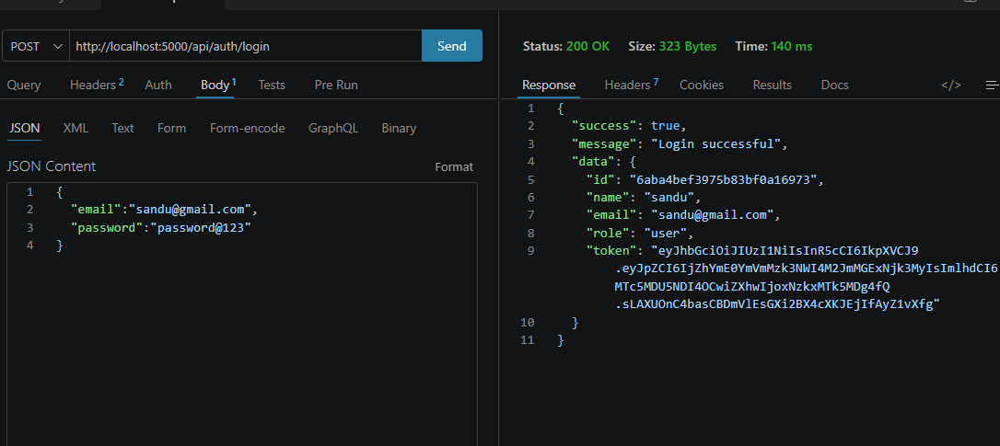 POST
http://localhost:5000/api/auth/login
Send
Query
Headers 2
Auth
Body 1
Tests
Pre Run
JSON
XML
Text
Form
Form-encode
GraphQL
Binary
JSON Content
Format
1 {
2 "email":"sandu@gmail.com",
3 "password":"password@123"
4 }
Status: 200 OK Size: 323 Bytes Time: 140 ms
Response
Headers 7
Cookies
Results
Docs
</>
1 {
2 "success": true,
3 "message": "Login successful",
4 "data": {
5 "id": "6aba4bef3975b83bf0a16973",
6 "name": "sandu",
7 "email": "sandu@gmail.com",
8 "role": "user",
9 "token": "eyJhbGciOiJIUzI1NiIsInR5cCI6IkpXVCJ9
.eyJpZCI6IjZhYmE0YmVmMzk3NWI4M2JmMGExNjk3MyIsImlhdCI6
MTc5MDU5NDI4OCwiZXhwIjoxNzkxMTk5MDg4fQ
.sLAXUOnC4basCBDmVlEsGXi2BX4cXKJEjIfAyZ1vXfg"
10 }
11 }